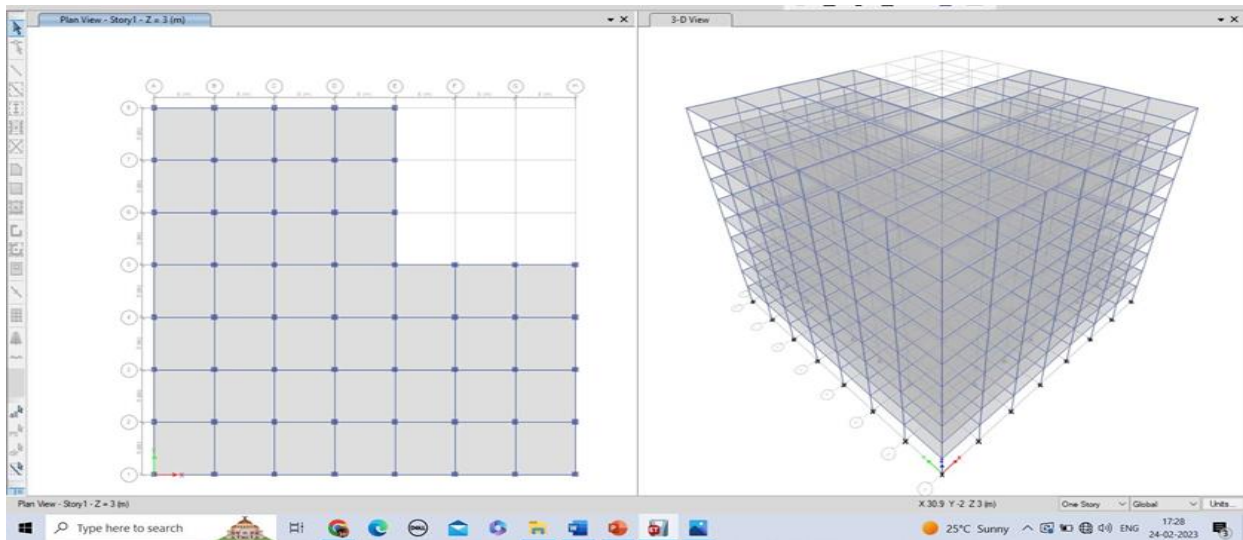 Plan View - Story1 - Z = 3 (m)
3-D View
A B C D E F G H
8
7
6
5
4
3
2
1
X
Plan View - Story1 - Z = 3 (m)
X 30.9 Y -2 Z 3 (m)
One Story
Global
Units...
Type here to search
DELL
25°C Sunny
ENG
17:28
24-02-2023